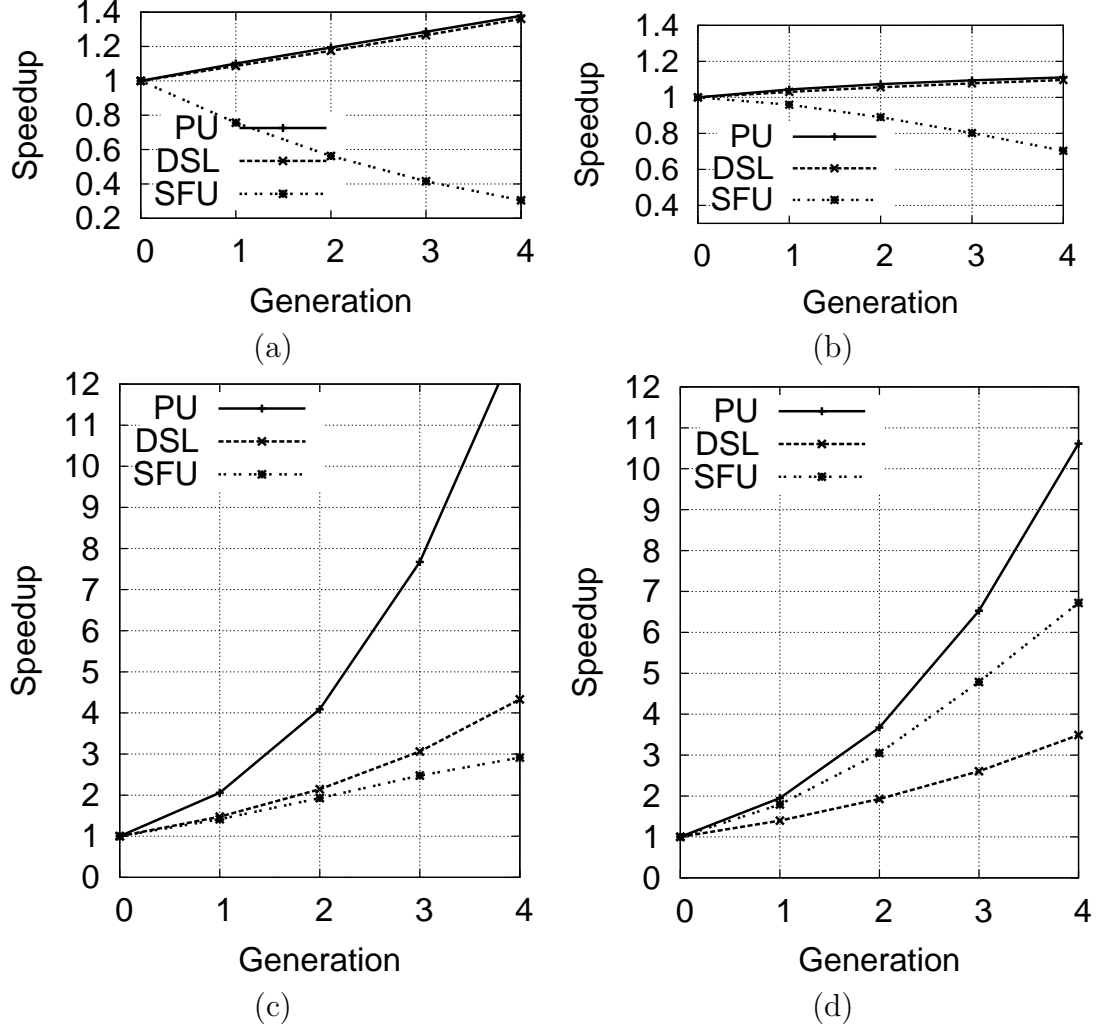 1.4
1.2
1
0.8
0.6
0.4
0.2
Speedup
PU
DSL
SFU
0 1 2 3 4
Generation
(a)
1.4
1.2
1
0.8
0.6
0.4
Speedup
PU
DSL
SFU
0 1 2 3 4
Generation
(b)
12
11
10
9
8
7
6
5
4
3
2
1
0
Speedup
PU
DSL
SFU
0 1 2 3 4
Generation
(c)
12
11
10
9
8
7
6
5
4
3
2
1
0
Speedup
PU
DSL
SFU
0 1 2 3 4
Generation
(d)